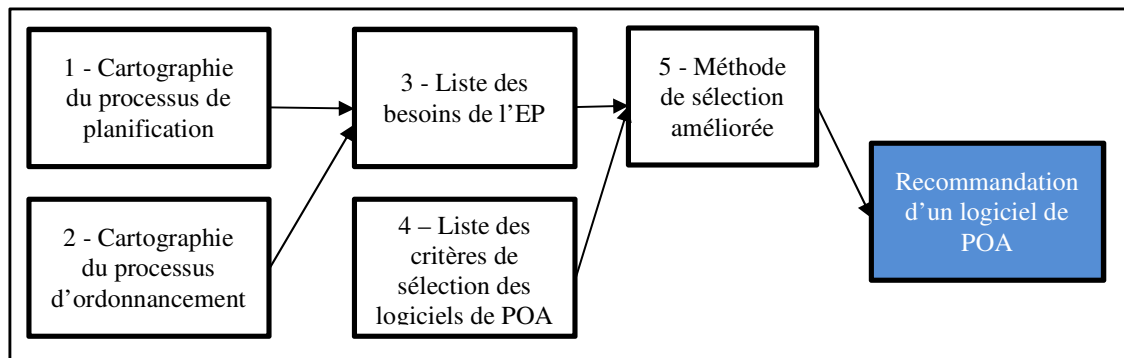 1 - Cartographie
du processus de
planification
2 - Cartographie
du processus
d'ordonnancement
3 - Liste des
besoins de l'EP
4 – Liste des
critères de
sélection des
logiciels de POA
5 - Méthode
de sélection
améliorée
Recommandation
d'un logiciel de
POA